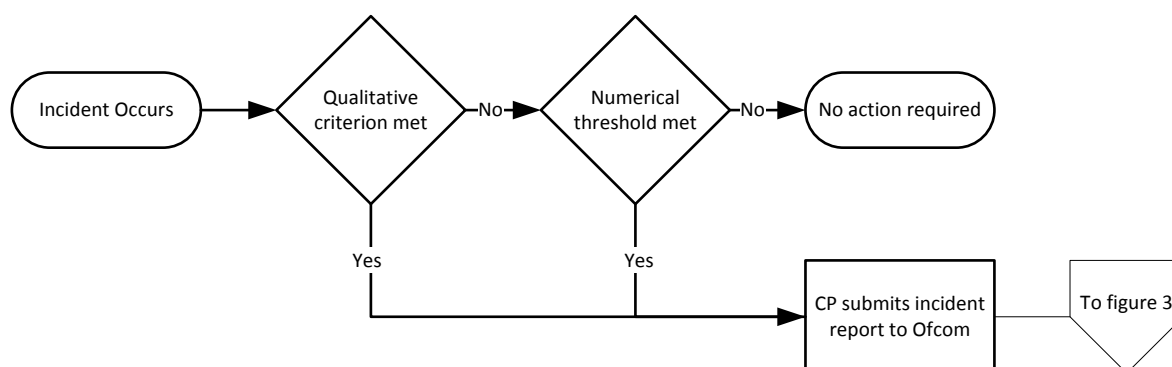 Incident Occurs
Qualitative
criterion met
No
Numerical
threshold met
No
No action required
Yes
Yes
CP submits incident
report to Ofcom
To figure 3